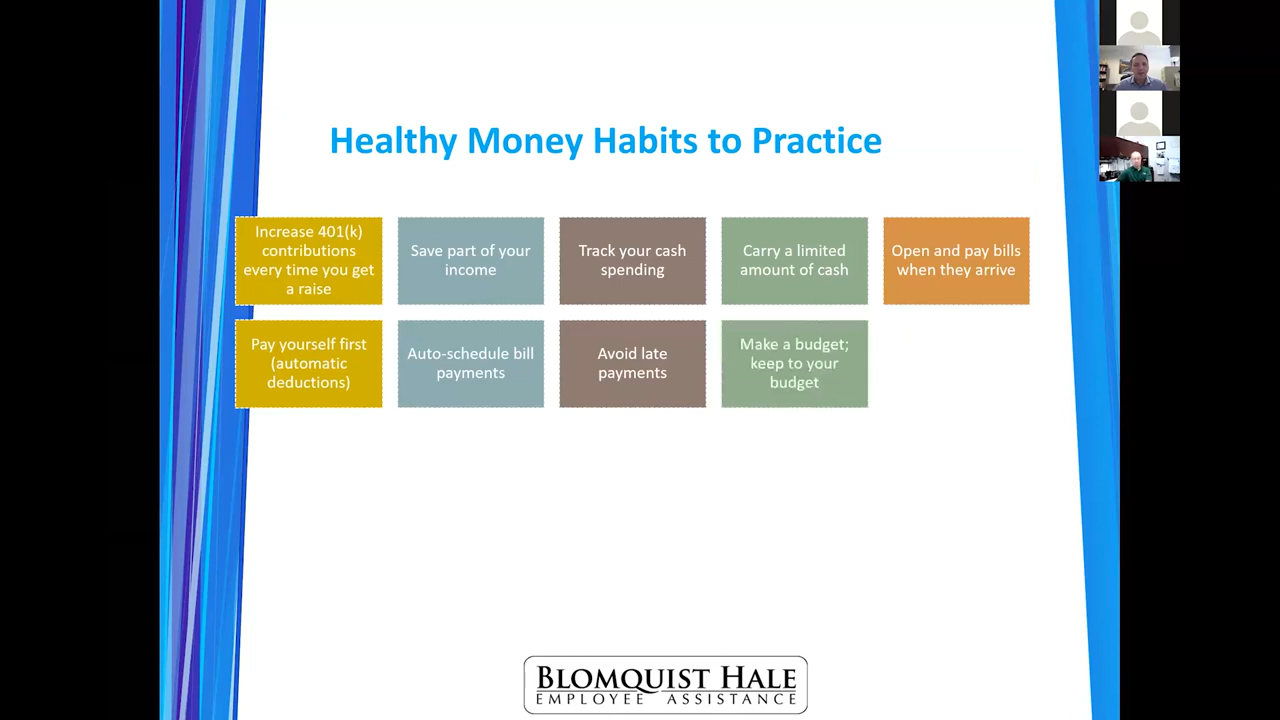 Healthy Money Habits to Practice
Increase 401(k)
contributions
every time you get
a raise
Save part of your
income
Track your cash
spending
Carry a limited
amount of cash
Open and pay bills
when they arrive
Pay yourself first
(automatic
deductions)
Auto-schedule bill
payments
Avoid late
payments
Make a budget;
keep to your
budget
BLOMQUIST HALE
EMPLOYEE ASSISTANCE